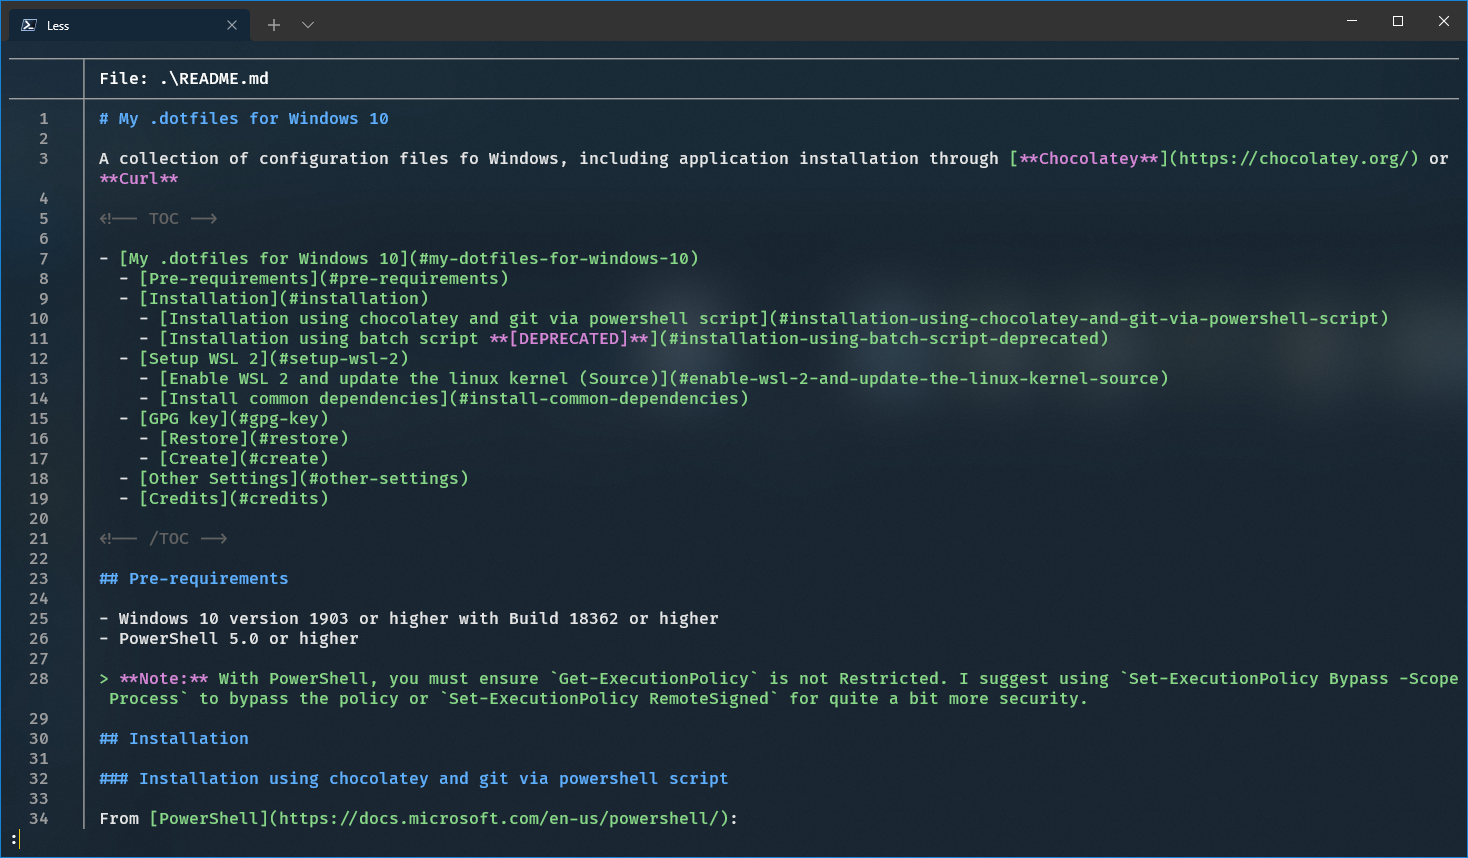 Less
File: .\README.md
1 # My .dotfiles for Windows 10
2
3 A collection of configuration files fo Windows, including application installation through [**Chocolatey**](https://chocolatey.org/) or
**Curl**
4
5 <!-- TOC -->
6
7 - [My .dotfiles for Windows 10](#my-dotfiles-for-windows-10)
8 - [Pre-requirements](#pre-requirements)
9 - [Installation](#installation)
10 - [Installation using chocolatey and git via powershell script](#installation-using-chocolatey-and-git-via-powershell-script)
11 - [Installation using batch script **[DEPRECATED]**](#installation-using-batch-script-deprecated)
12 - [Setup WSL 2](#setup-wsl-2)
13 - [Enable WSL 2 and update the linux kernel (Source)](#enable-wsl-2-and-update-the-linux-kernel-source)
14 - [Install common dependencies](#install-common-dependencies)
15 - [GPG key](#gpg-key)
16 - [Restore](#restore)
17 - [Create](#create)
18 - [Other Settings](#other-settings)
19 - [Credits](#credits)
20
21 <!-- /TOC -->
22
23 ## Pre-requirements
24
25 - Windows 10 version 1903 or higher with Build 18362 or higher
26 - PowerShell 5.0 or higher
27
28 > **Note:** With PowerShell, you must ensure `Get-ExecutionPolicy` is not Restricted. I suggest using `Set-ExecutionPolicy Bypass -Scope
Process` to bypass the policy or `Set-ExecutionPolicy RemoteSigned` for quite a bit more security.
29
30 ## Installation
31
32 ### Installation using chocolatey and git via powershell script
33
34 From [PowerShell](https://docs.microsoft.com/en-us/powershell/):
: